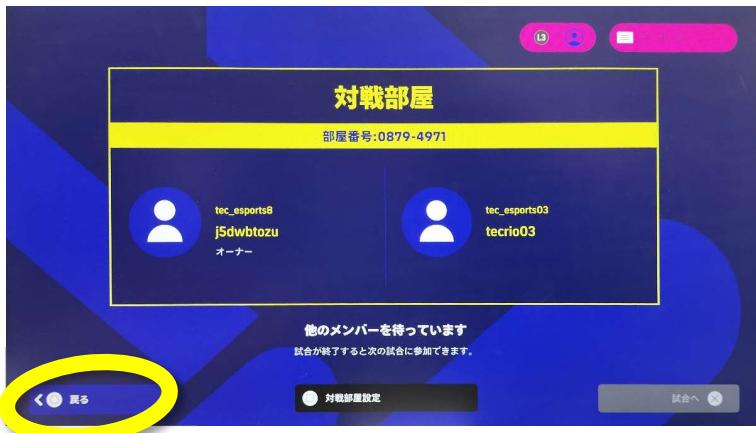 L3
対戦部屋
部屋番号:0879-4971
tec_esports8
j5dwbtozu
オーナー
tec_esports03
tecrio03
他のメンバーを待っています
試合が終了すると次の試合に参加できます。
戻る
対戦部屋設定
試合へ